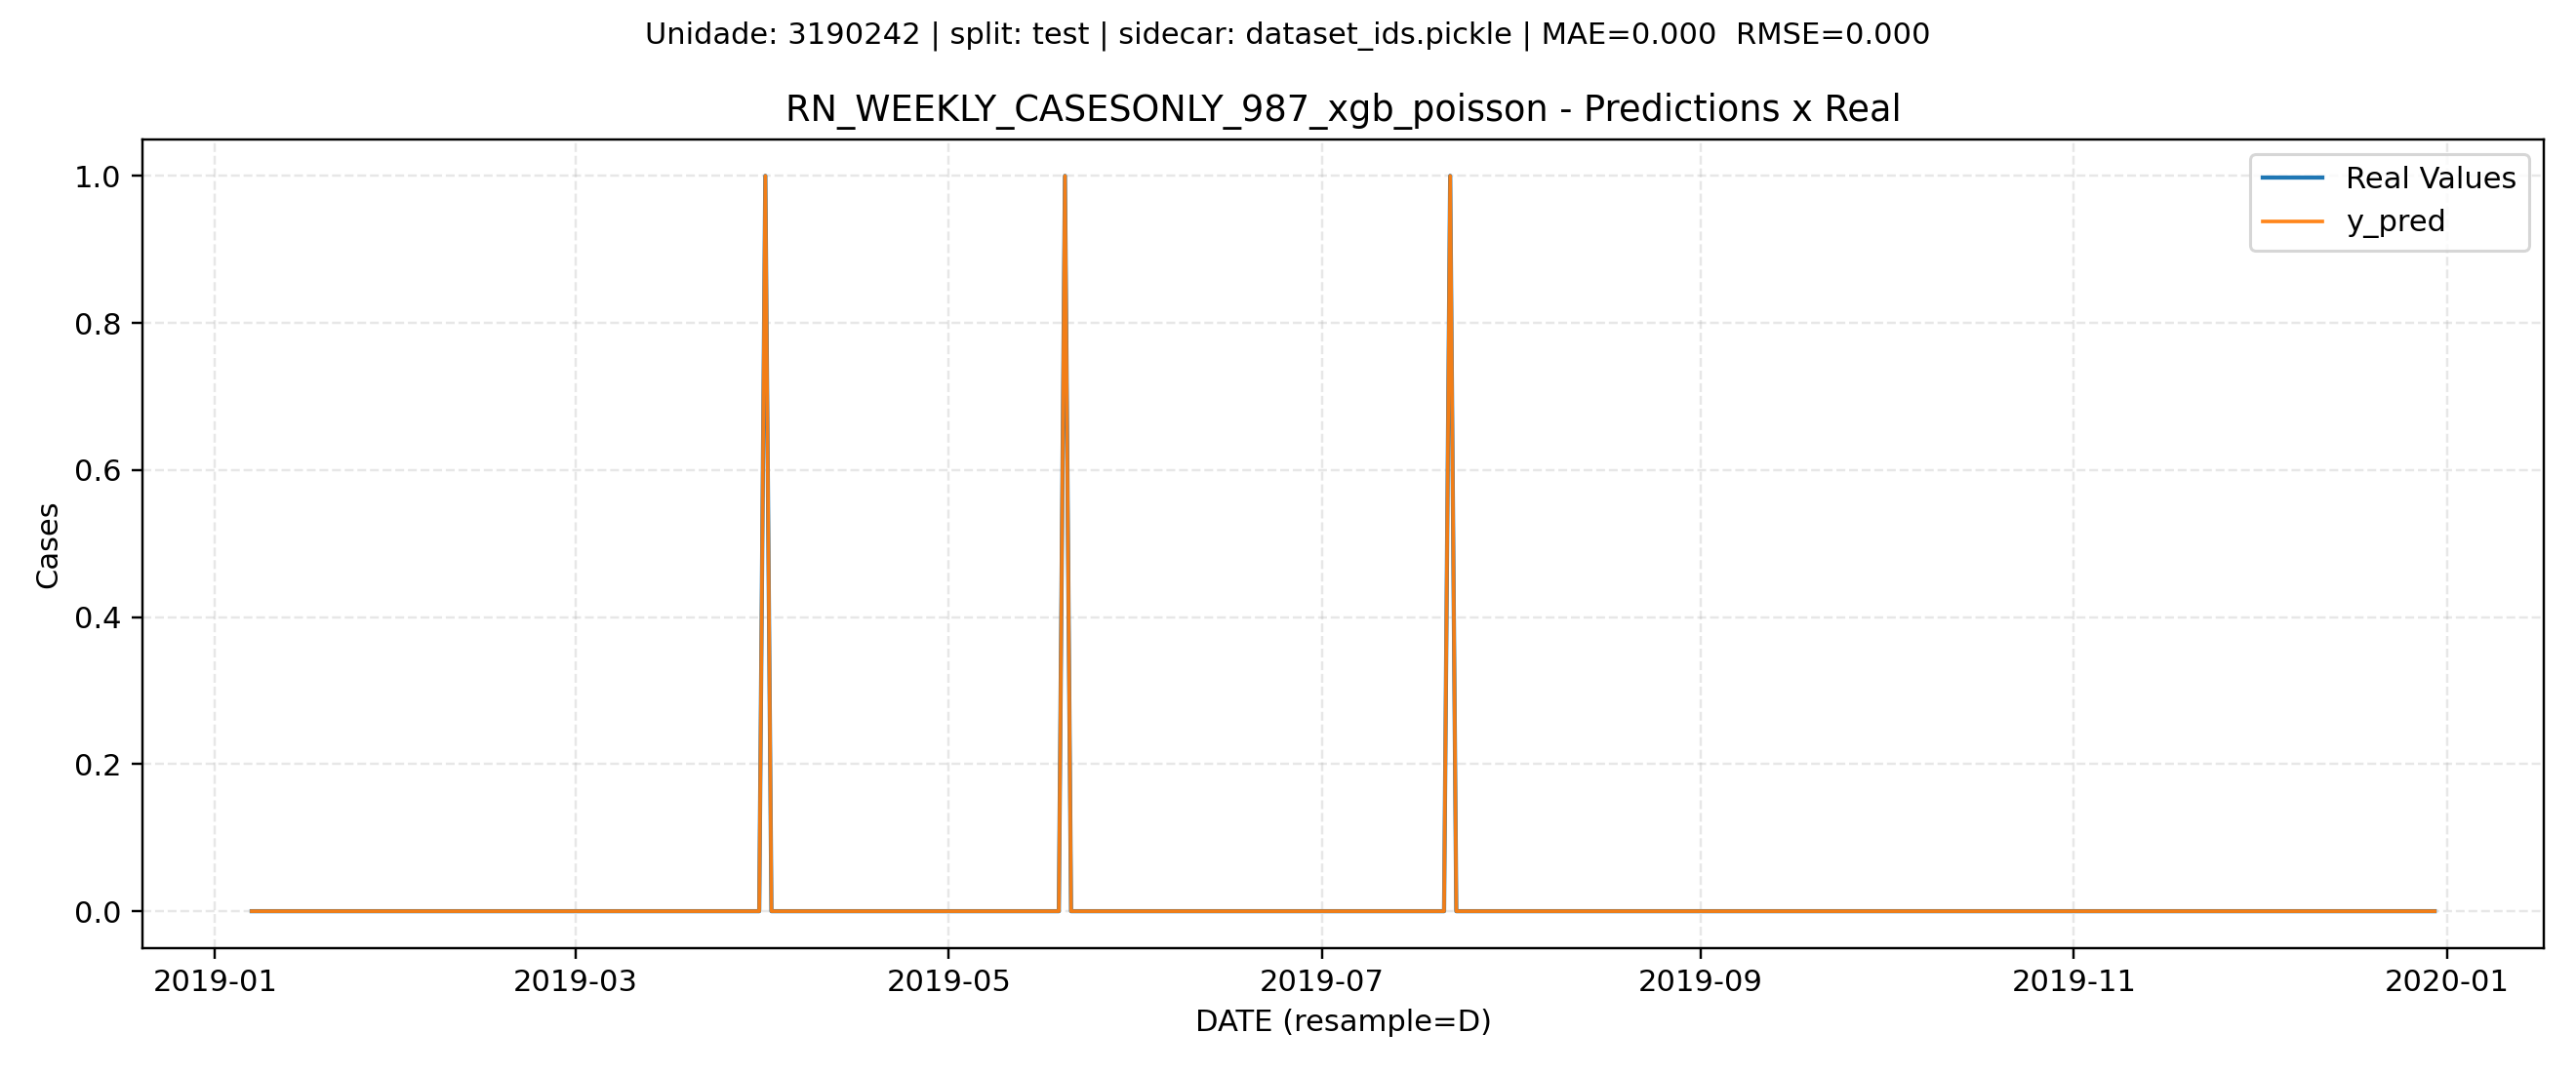 Unidade: 3190242 | split: test | sidecar: dataset_ids.pickle | MAE=0.000  RMSE=0.000
RN_WEEKLY_CASESONLY_987_xgb_poisson - Predictions x Real
Real Values
y_pred
1.0
0.8
0.6
0.4
0.2
0.0
Cases
2019-01 2019-03 2019-05 2019-07 2019-09 2019-11 2020-01
DATE (resample=D)